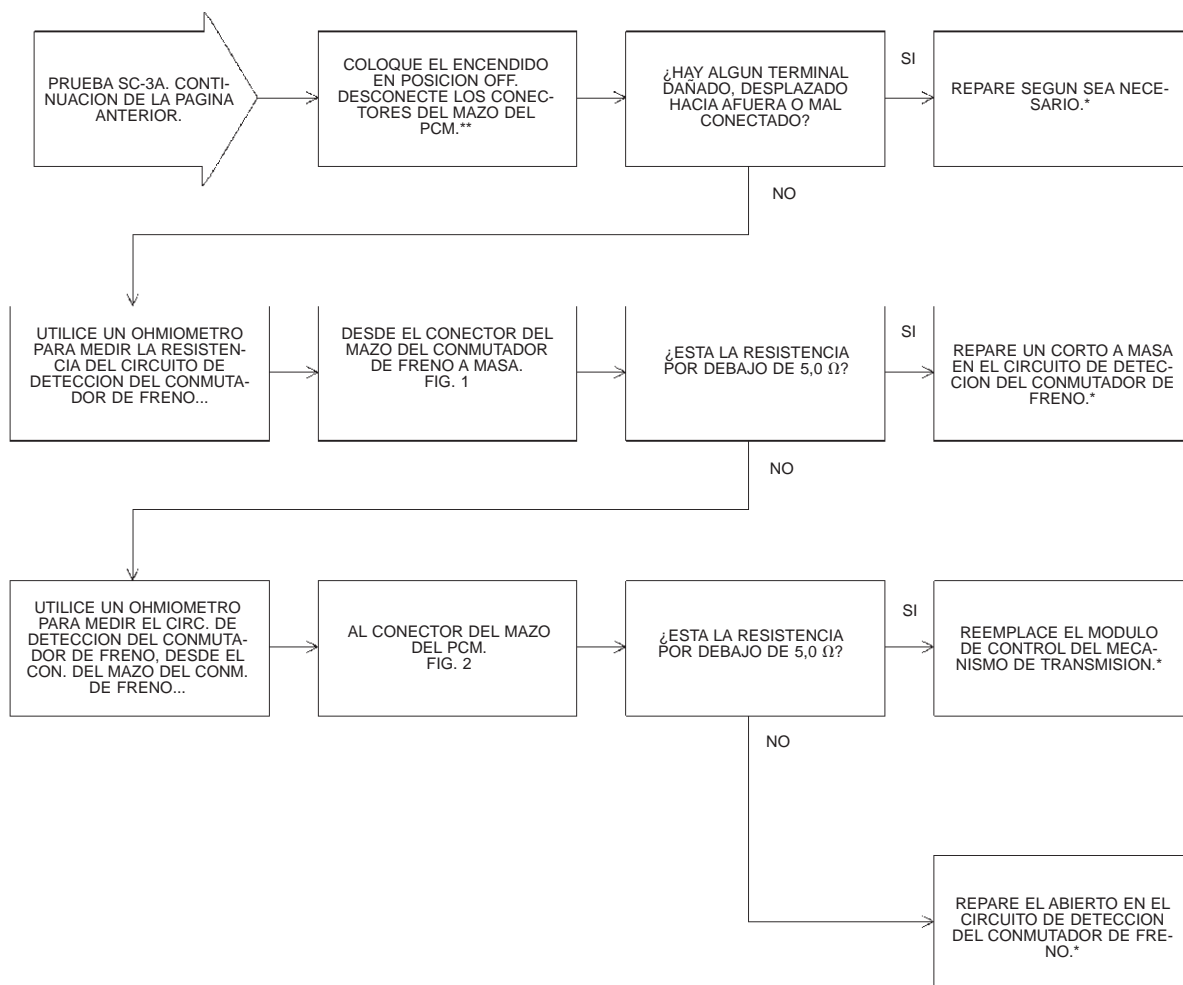 PRUEBA SC-3A. CONTI-
NUACION DE LA PAGINA
ANTERIOR.
COLOQUE EL ENCENDIDO
EN POSICION OFF.
DESCONECTE LOS CONEC-
TORES DEL MAZO DEL
PCM.**
¿HAY ALGUN TERMINAL
DAÑADO, DESPLAZADO
HACIA AFUERA O MAL
CONECTADO?
SI
REPARE SEGUN SEA NECE-
SARIO.*
NO
UTILICE UN OHMIOMETRO
PARA MEDIR LA RESISTEN-
CIA DEL CIRCUITO DE
DETECCION DEL CONMUTA-
DOR DE FRENO...
DESDE EL CONECTOR DEL
MAZO DEL CONMUTADOR
DE FRENO A MASA.
FIG. 1
¿ESTA LA RESISTENCIA
POR DEBAJO DE 5,0 Ω?
SI
REPARE UN CORTO A MASA
EN EL CIRCUITO DE DETEC-
CION DEL CONMUTADOR DE
FRENO.*
NO
UTILICE UN OHMIOMETRO
PARA MEDIR EL CIRC. DE
DETECCION DEL CONMUTA-
DOR DE FRENO, DESDE EL
CON. DEL MAZO DEL CONM.
DE FRENO...
AL CONECTOR DEL MAZO
DEL PCM.
FIG. 2
¿ESTA LA RESISTENCIA
POR DEBAJO DE 5,0 Ω?
SI
REEMPLACE EL MODULO
DE CONTROL DEL MECA-
NISMO DE TRANSMISION.*
NO
REPARE EL ABIERTO EN EL
CIRCUITO DE DETECCION
DEL CONMUTADOR DE FRE-
NO.*